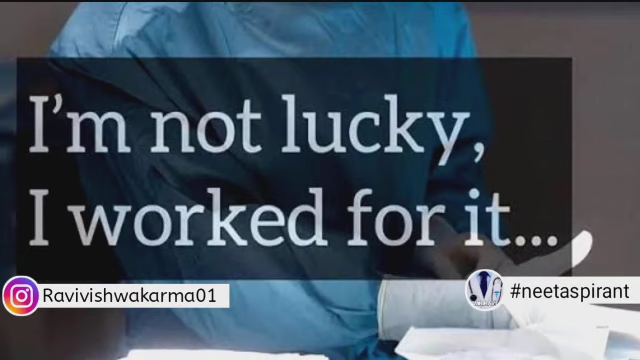 I’m not lucky,
I worked for it...
Ravivishwakarma01
#neetaspirant